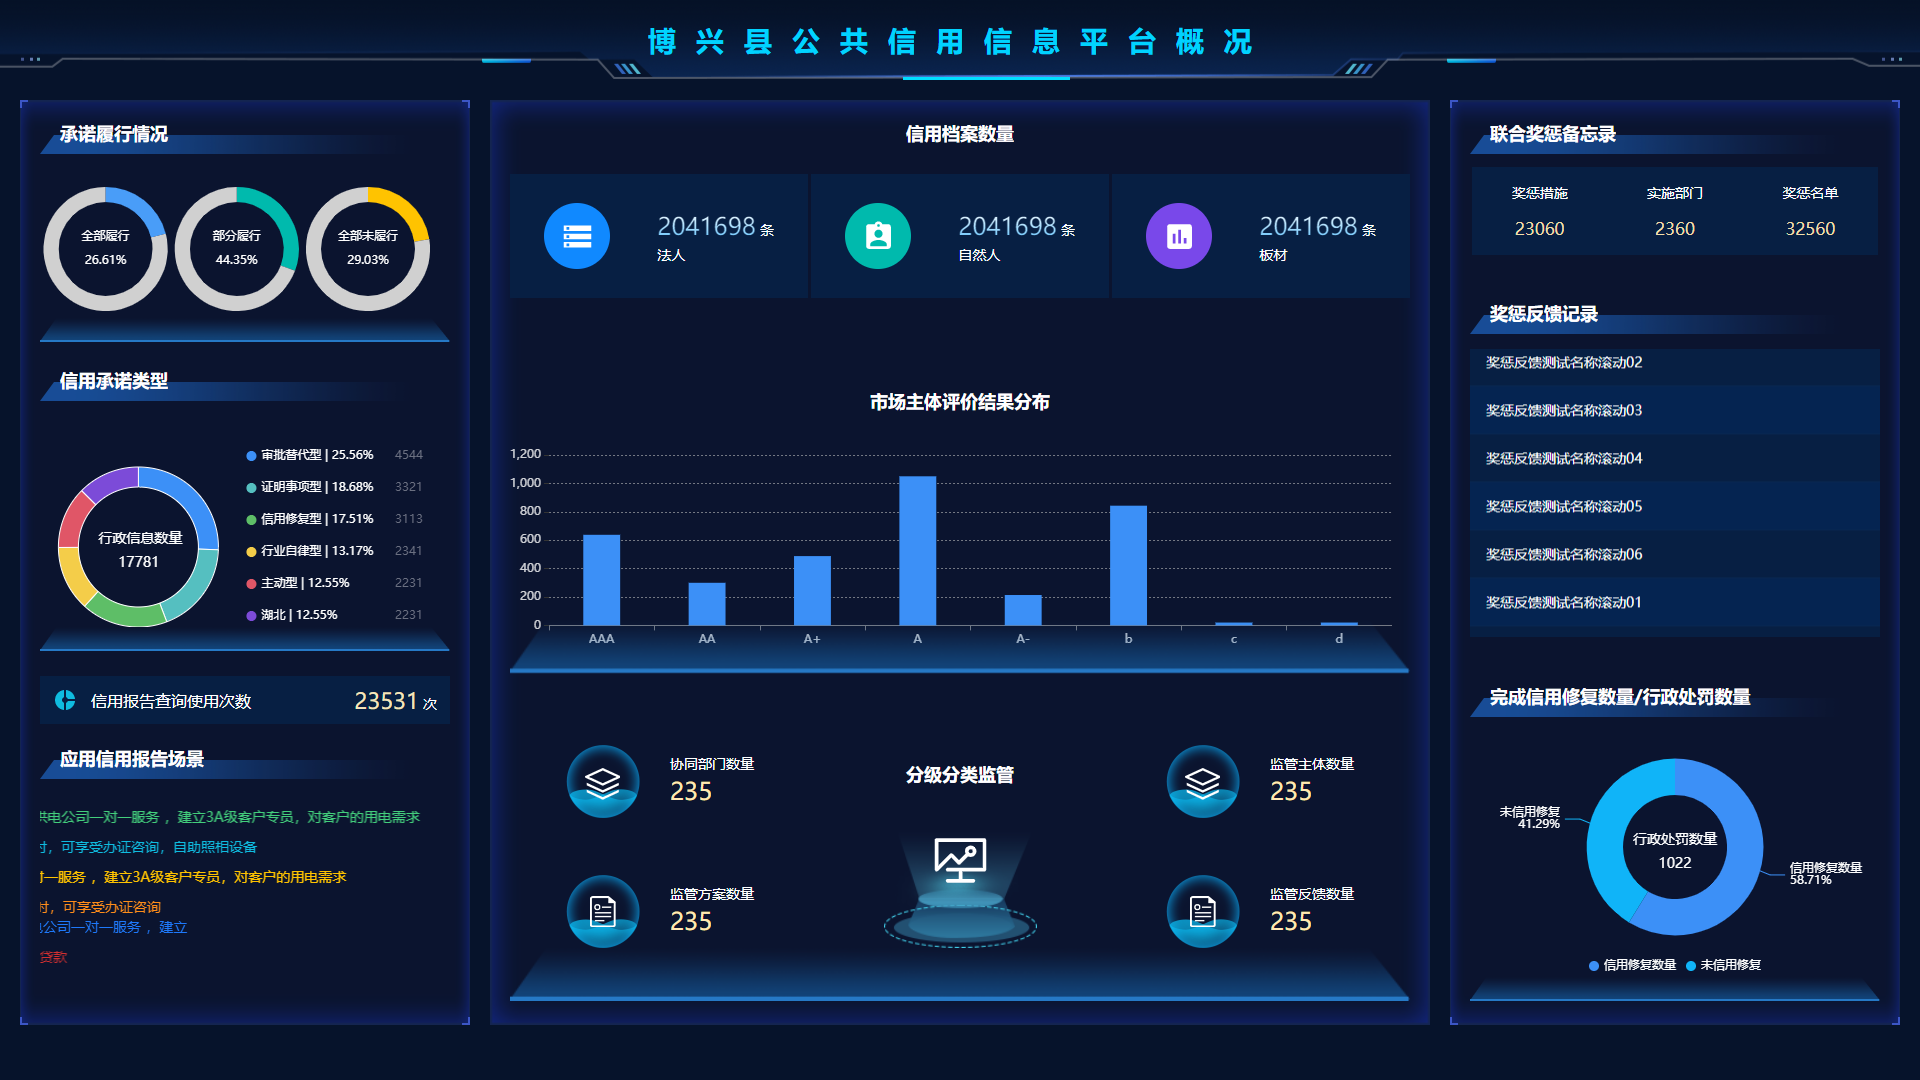 博兴县公共信用信息平台概况
承诺履行情况
全部履行
26.61%
部分履行
44.35%
全部未履行
29.03%
信用承诺类型
行政信息数量
17781
审批替代型 | 25.56% 4544
证明事项型 | 18.68% 3321
信用修复型 | 17.51% 3113
行业自律型 | 13.17% 2341
主动型 | 12.55% 2231
湖北 | 12.55% 2231
信用报告查询使用次数 23531 次
应用信用报告场景
电公司一对一服务 ，建立3A级客户专员，对客户的用电需求
，可享受办证咨询，自助照相设备
一服务 ，建立3A级客户专员，对客户的用电需求
，可享受办证咨询
公司一对一服务 ，建立
贷款
信用档案数量
2041698 条
法人
2041698 条
自然人
2041698 条
板材
市场主体评价结果分布
1,200
1,000
800
600
400
200
0
AAA AA A+ A A- b c d
协同部门数量
235
监管方案数量
235
分级分类监管
监管主体数量
235
监管反馈数量
235
联合奖惩备忘录
奖惩措施 实施部门 奖惩名单
23060 2360 32560
奖惩反馈记录
奖惩反馈测试名称滚动02
奖惩反馈测试名称滚动03
奖惩反馈测试名称滚动04
奖惩反馈测试名称滚动05
奖惩反馈测试名称滚动06
奖惩反馈测试名称滚动01
完成信用修复数量/行政处罚数量
未信用修复
41.29%
行政处罚数量
1022
信用修复数量
58.71%
信用修复数量 未信用修复